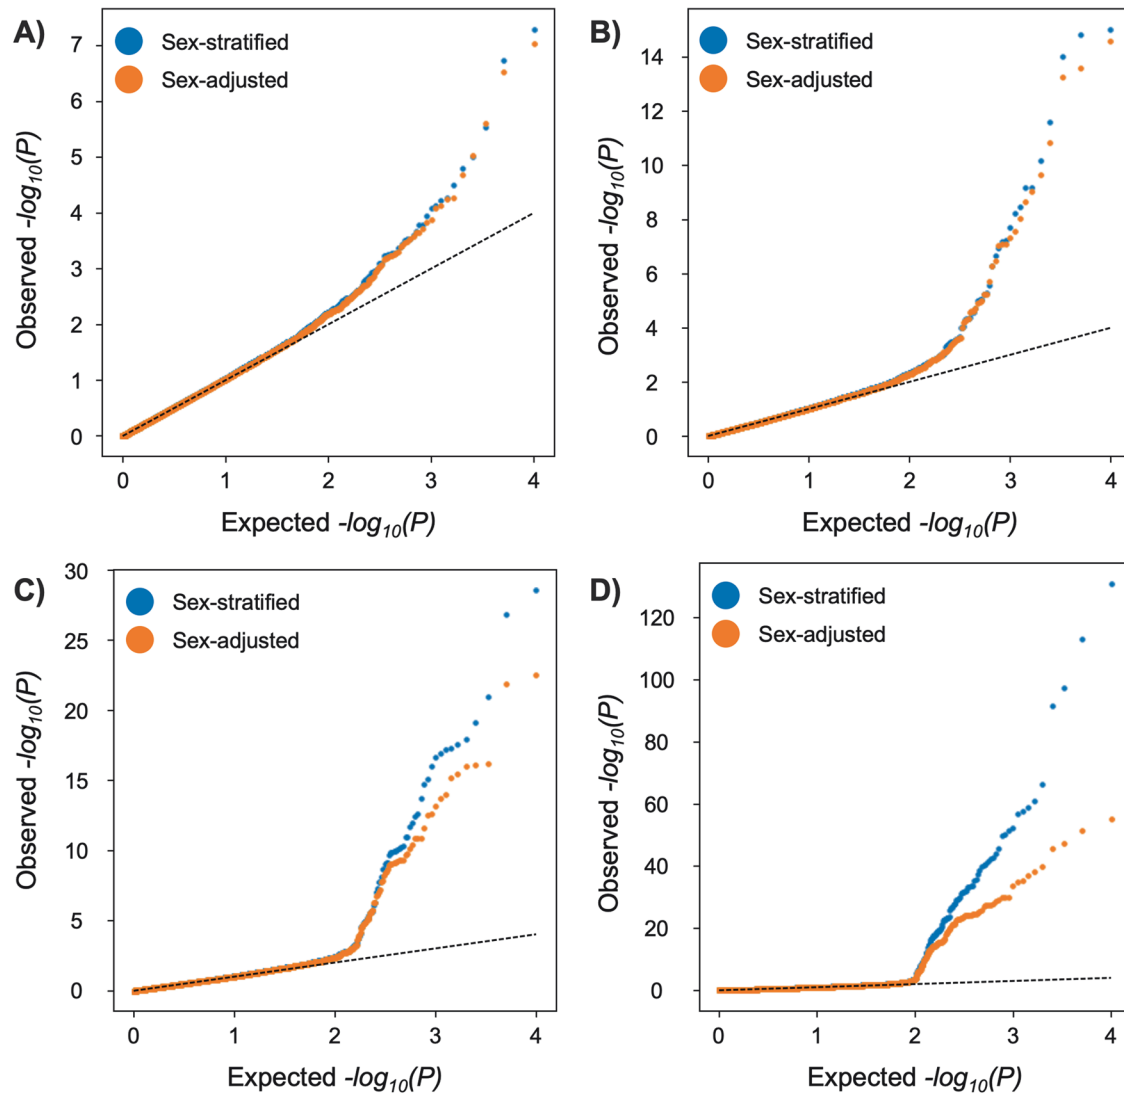 A)
Sex-stratified
Sex-adjusted
Observed -log10(P)
7
6
5
4
3
2
1
0
0 1 2 3 4
Expected -log10(P)
B)
Sex-stratified
Sex-adjusted
Observed -log10(P)
14
12
10
8
6
4
2
0
0 1 2 3 4
Expected -log10(P)
C)
Sex-stratified
Sex-adjusted
Observed -log10(P)
30
25
20
15
10
5
0
0 1 2 3 4
Expected -log10(P)
D)
Sex-stratified
Sex-adjusted
Observed -log10(P)
120
100
80
60
40
20
0
0 1 2 3 4
Expected -log10(P)